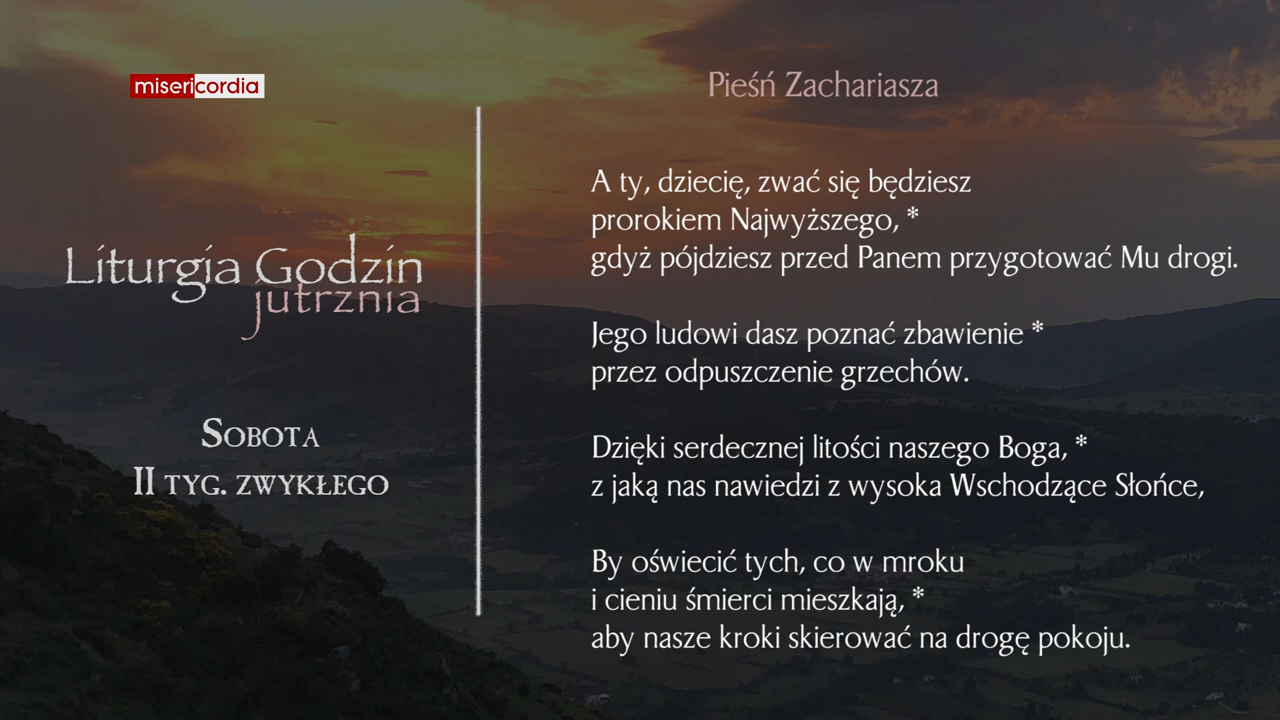 misericordia
Liturgia Godzin
jutrznia
Sobota
II tyg. zwykłego
Pieśń Zachariasza
A ty, dziecię, zwać się będziesz
prorokiem Najwyższego, *
gdyż pójdziesz przed Panem przygotować Mu drogi.
Jego ludowi dasz poznać zbawienie *
przez odpuszczenie grzechów.
Dzięki serdecznej litości naszego Boga, *
z jaką nas nawiedzi z wysoka Wschodzące Słońce,
By oświecić tych, co w mroku
i cieniu śmierci mieszkają, *
aby nasze kroki skierować na drogę pokoju.